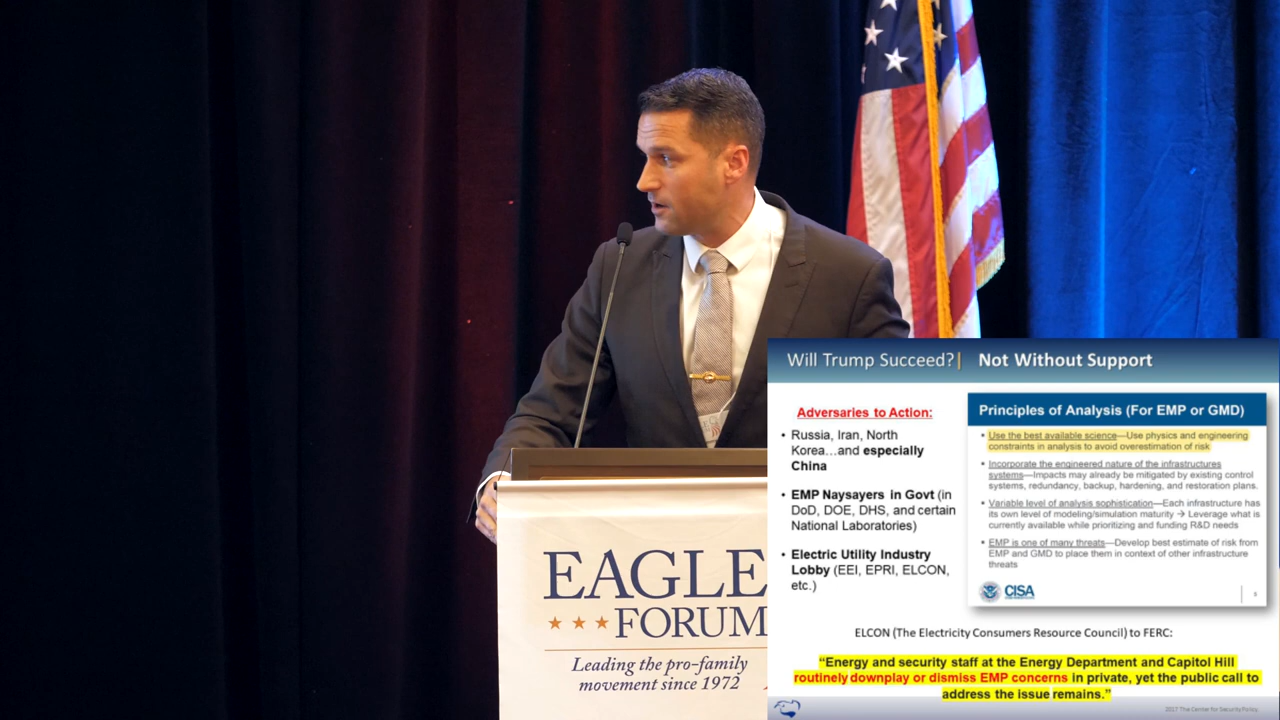 EAGLE
★ ★ ★ FORUM
Leading the pro-family
movement since 1972
Will Trump Succeed?| Not Without Support
Adversaries to Action:
• Russia, Iran, North
Korea…and especially
China
• EMP Naysayers in Govt (in
DoD, DOE, DHS, and certain
National Laboratories)
• Electric Utility Industry
Lobby (EEI, EPRI, ELCON,
etc.)
Principles of Analysis (For EMP or GMD)
• Use the best available science—Use physics and engineering
constraints in analysis to avoid overestimation of risk
• Incorporate the engineered nature of the infrastructures
systems—Impacts may already be mitigated by existing control
systems, redundancy, backup, hardening, and restoration plans.
• Variable level of analysis sophistication—Each infrastructure has
its own level of modeling/simulation maturity → Leverage what is
currently available while prioritizing and funding R&D needs
• EMP is one of many threats—Develop best estimate of risk from
EMP and GMD to place them in context of other infrastructure
threats
CISA
ELCON (The Electricity Consumers Resource Council) to FERC:
“Energy and security staff at the Energy Department and Capitol Hill
routinely downplay or dismiss EMP concerns in private, yet the public call to
address the issue remains.”
2017 The Center for Security Policy